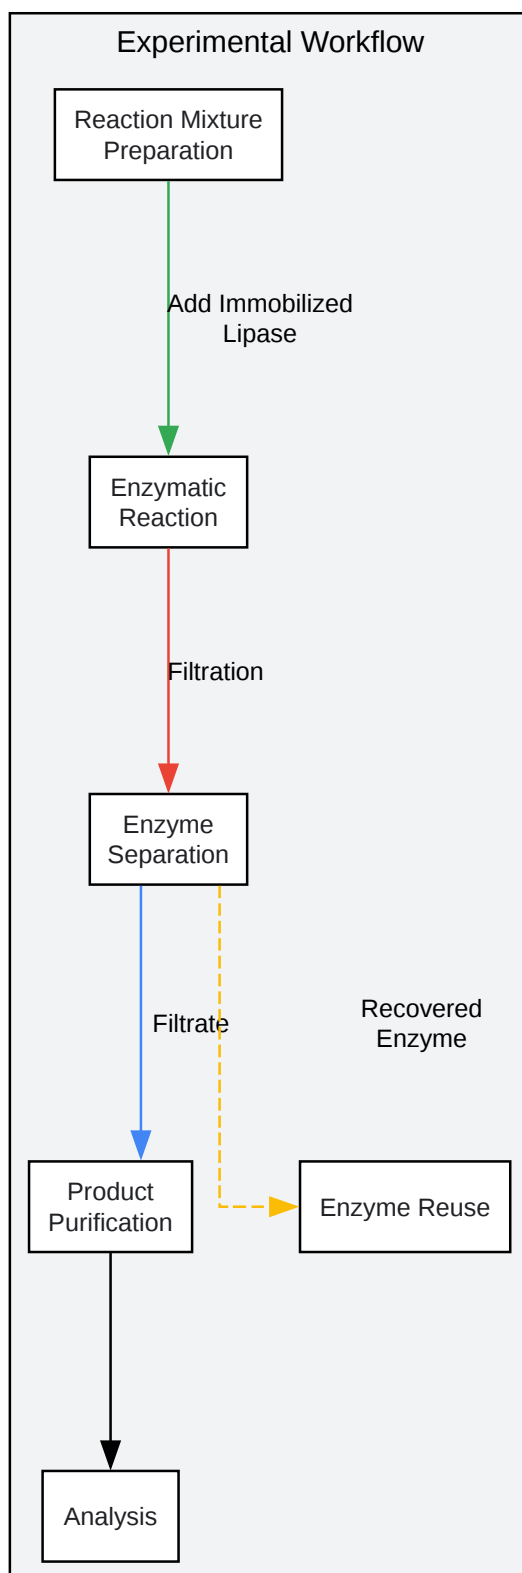 Experimental Workflow
Reaction Mixture
Preparation
Add Immobilized
Lipase
Enzymatic
Reaction
Filtration
Enzyme
Separation
Filtrate
Recovered
Enzyme
Product
Purification
Enzyme Reuse
Analysis